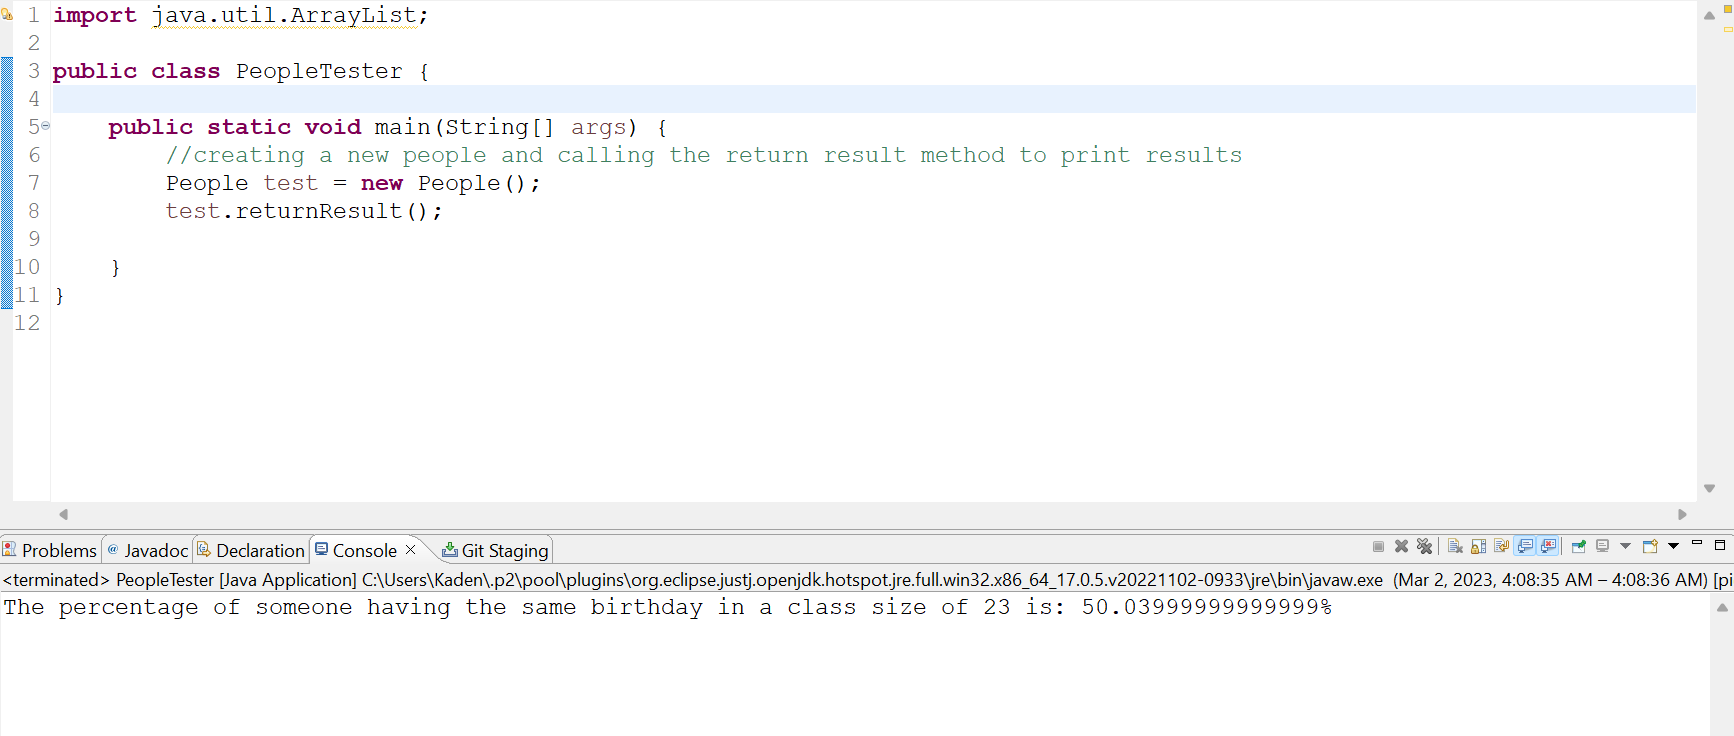 1 import java.util.ArrayList;
2
3 public class PeopleTester {
4
5 public static void main(String[] args) {
6 //creating a new people and calling the return result method to print results
7 People test = new People();
8 test.returnResult();
9
10 }
11 }
12
Problems @ Javadoc Declaration Console Git Staging
<terminated> PeopleTester [Java Application] C:\Users\Kaden\.p2\pool\plugins\org.eclipse.justj.openjdk.hotspot.jre.full.win32.x86_64_17.0.5.v20221102-0933\jre\bin\javaw.exe (Mar 2, 2023, 4:08:35 AM – 4:08:36 AM) [pi
The percentage of someone having the same birthday in a class size of 23 is: 50.03999999999999%